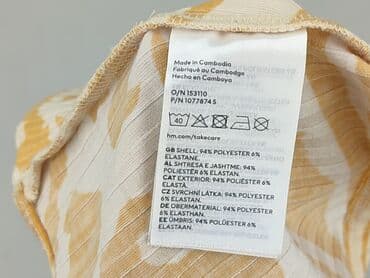 Made in Cambodia
Fabriqué au Cambodge
Hecho en Camboya
O/N 153110
P/N 1077874 5
40
hm.com/takecare
GB SHELL: 94% POLYESTER 6%
ELASTANE.
AL SHTRESA E JASHTME: 94%
POLIESTËR 6% ELASTAN.
CAT EXTERIOR: 94% POLIÈSTER 6%
ELASTÀ.
CZ SVRCHNÍ LÁTKA: 94% POLYESTER
6% ELASTAN.
DE OBERMATERIAL: 94% POLYESTER
6% ELASTHAN.
EE ÜMBRIS: 94% POLÜESTER 6%
ELASTAAN.